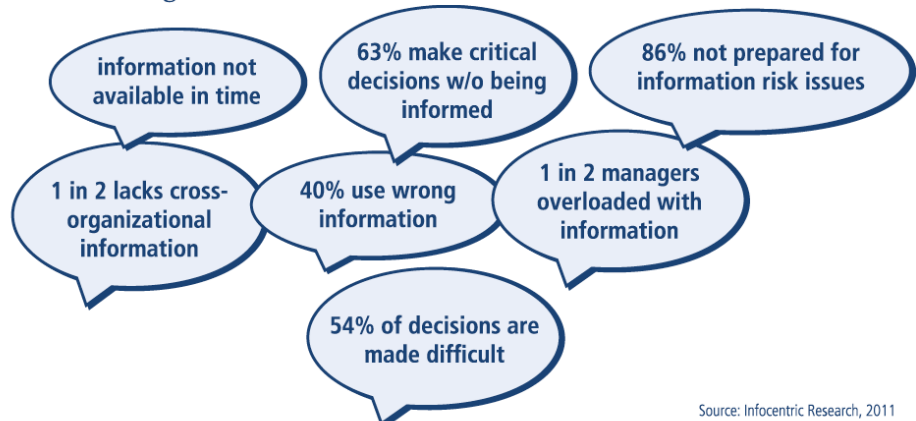 information not
available in time
63% make critical
decisions w/o being
informed
86% not prepared for
information risk issues
1 in 2 lacks cross-
organizational
information
40% use wrong
information
1 in 2 managers
overloaded with
information
54% of decisions are
made difficult
Source: Infocentric Research, 2011